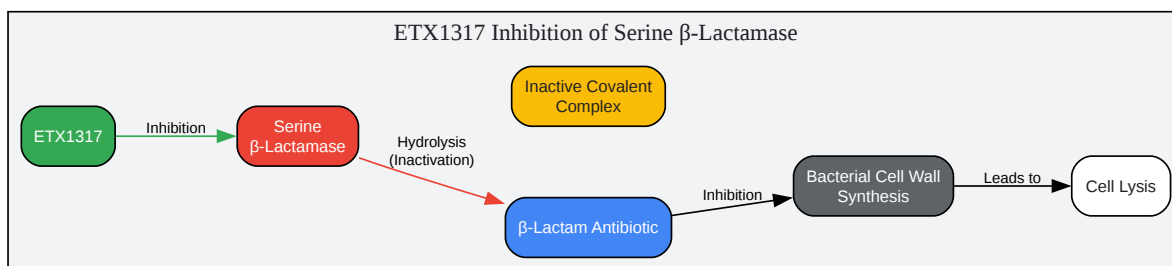 ETX1317 Inhibition of Serine β-Lactamase
Inactive Covalent
Complex
ETX1317
Inhibition
Serine
β-Lactamase
Hydrolysis
(Inactivation)
β-Lactam Antibiotic
Inhibition
Bacterial Cell Wall
Synthesis
Leads to
Cell Lysis